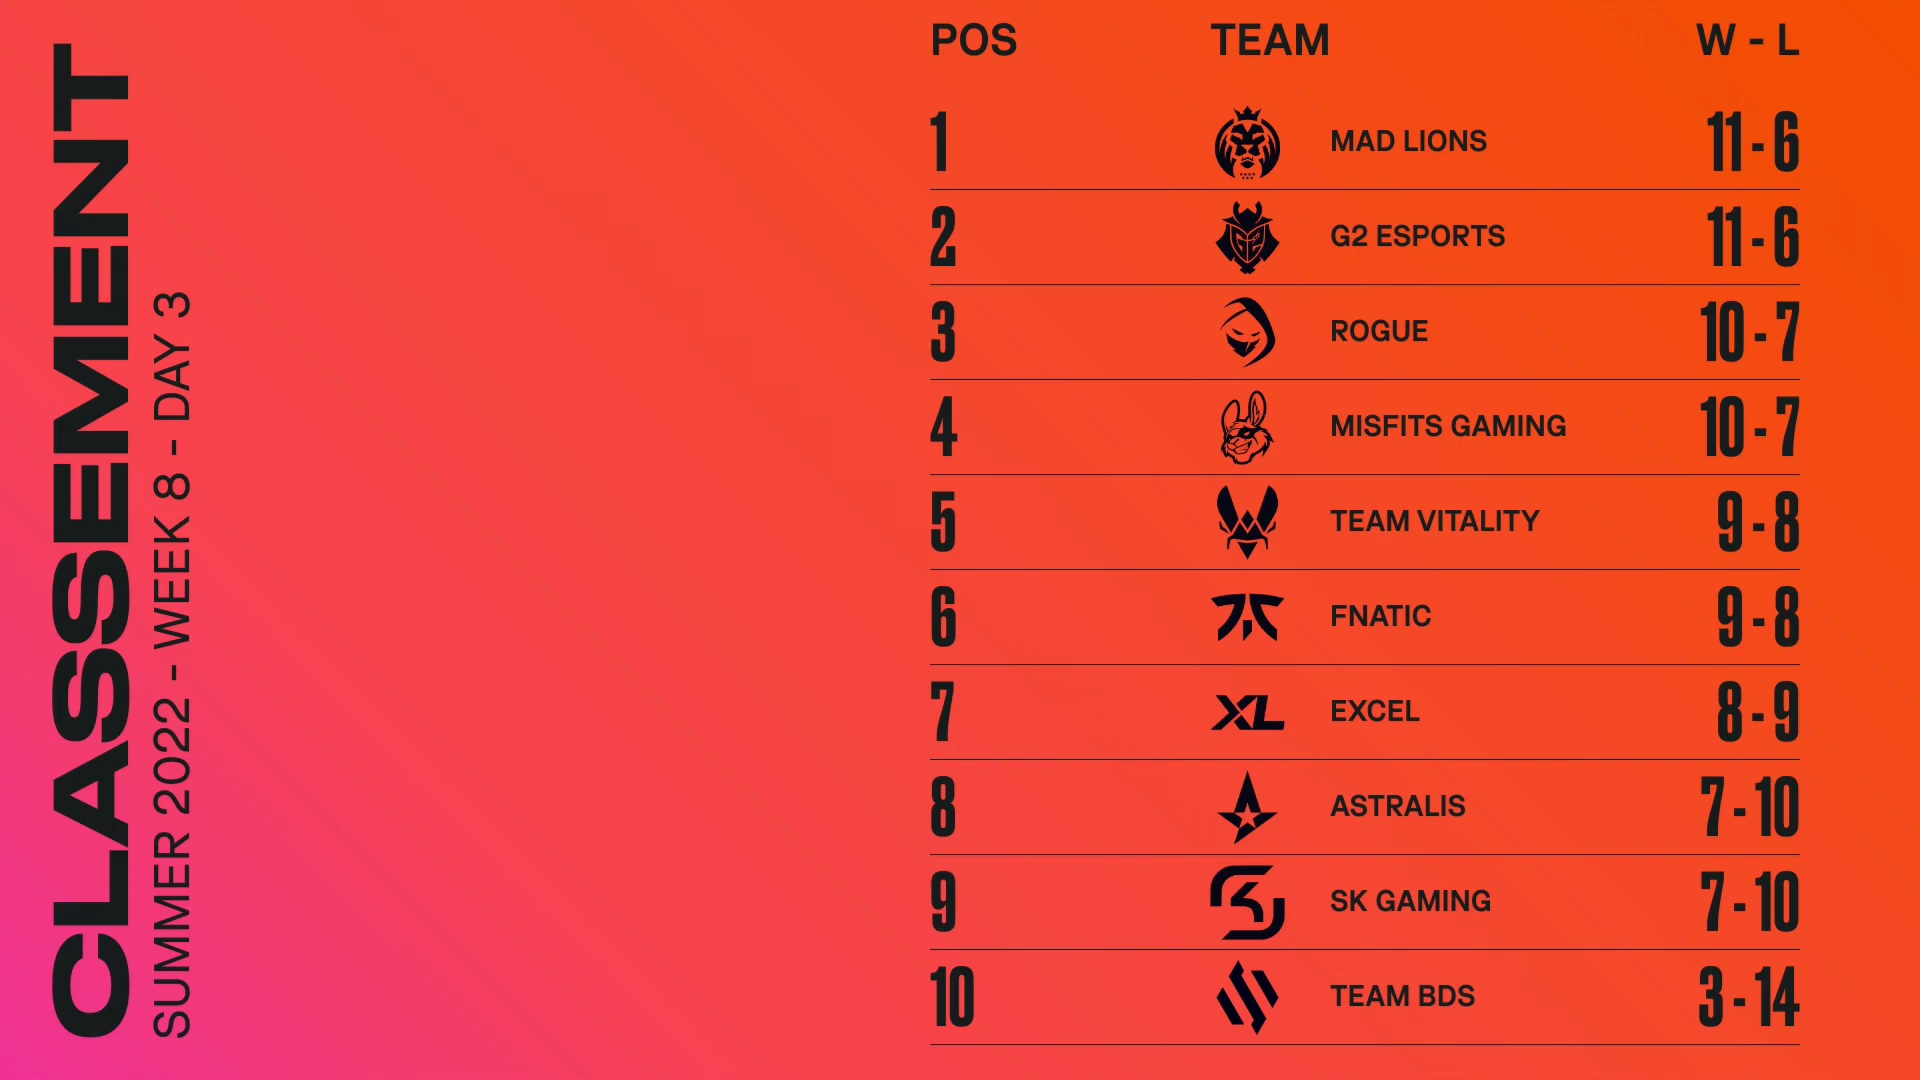 CLASSEMENT
SUMMER 2022 - WEEK 8 - DAY 3
POS TEAM W - L
1 MAD LIONS 11 - 6
2 G2 ESPORTS 11 - 6
3 ROGUE 10 - 7
4 MISFITS GAMING 10 - 7
5 TEAM VITALITY 9 - 8
6 FNATIC 9 - 8
7 XL EXCEL 8 - 9
8 ASTRALIS 7 - 10
9 SK GAMING 7 - 10
10 TEAM BDS 3 - 14